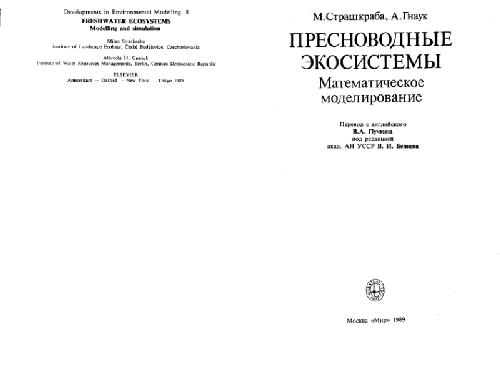 Developments in Environmental Modelling, 8
FRESHWATER ECOSYSTEMS
Modelling and simulation
Milan Straškraba
Institute of Landscape Ecology, České Budějovice, Czechoslovakia
Albrecht H. Gnauck
Institute of Water Resources Management, Berlin, German Democratic Republic
ELSEVIER
Amsterdam – Oxford – New York – Tokyo 1985
М.Страшкраба, А.Гнаук
ПРЕСНОВОДНЫЕ
ЭКОСИСТЕМЫ
Математическое
моделирование
Перевод с английского
В.А. Пучкина
под редакцией
акад. АН УССР В. И. Беляева
Москва «Мир» 1989